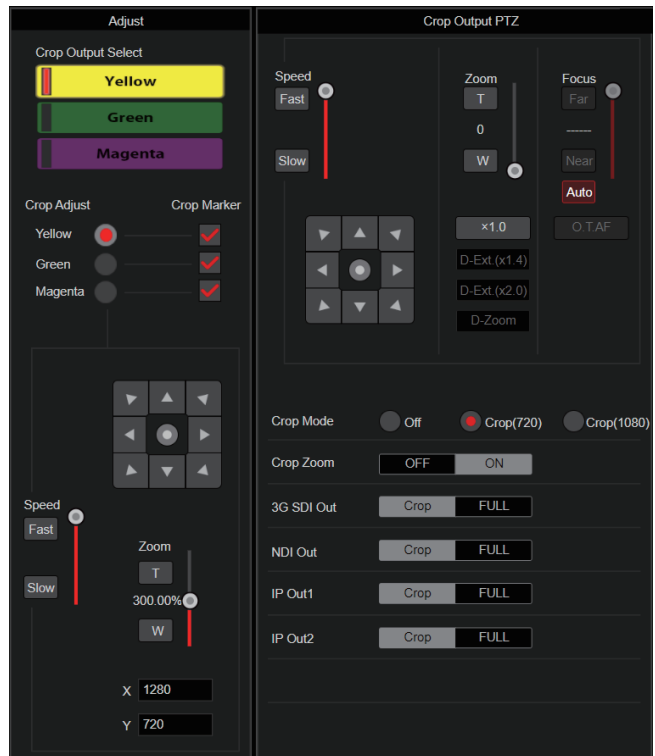 Adjust
Crop Output Select
Yellow
Green
Magenta
Crop Adjust Crop Marker
Yellow
Green
Magenta
Speed
Fast
Slow
Zoom
T
300.00%
W
X 1280
Y 720
Crop Output PTZ
Speed
Fast
Slow
Zoom
T
0
W
×1.0
D-Ext.(x1.4)
D-Ext.(x2.0)
D-Zoom
Focus
Far
------
Near
Auto
O.T.AF
Crop Mode Off Crop(720) Crop(1080)
Crop Zoom OFF ON
3G SDI Out Crop FULL
NDI Out Crop FULL
IP Out1 Crop FULL
IP Out2 Crop FULL